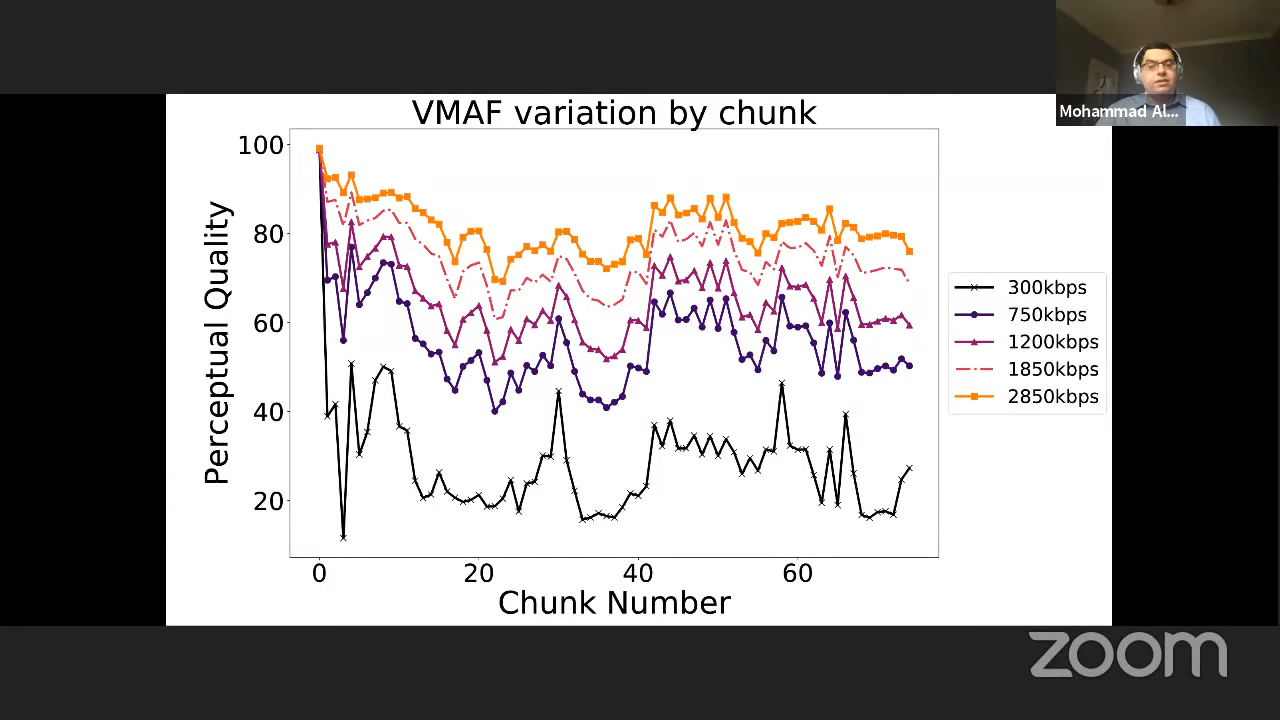 Mohammad Al...
VMAF variation by chunk
Perceptual Quality
100
80
60
40
20
0
20
40
60
Chunk Number
300kbps
750kbps
1200kbps
1850kbps
2850kbps
zoom